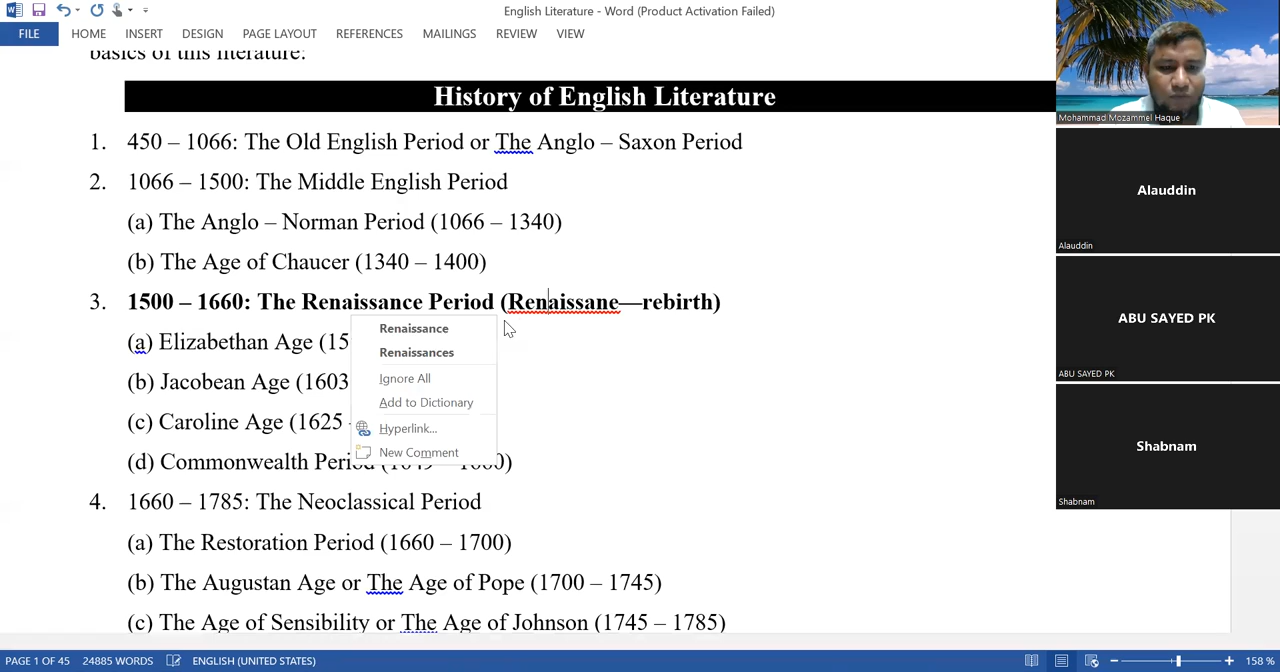 English Literature - Word (Product Activation Failed)
FILE HOME INSERT DESIGN PAGE LAYOUT REFERENCES MAILINGS REVIEW VIEW
basics of this literature.
History of English Literature
1. 450 – 1066: The Old English Period or The Anglo – Saxon Period
2. 1066 – 1500: The Middle English Period
(a) The Anglo – Norman Period (1066 – 1340)
(b) The Age of Chaucer (1340 – 1400)
3. 1500 – 1660: The Renaissance Period (Renaissane—rebirth)
(a) Elizabethan Age (15
(b) Jacobean Age (1603
(c) Caroline Age (1625 -
(d) Commonwealth Period (1649 – 1660)
4. 1660 – 1785: The Neoclassical Period
(a) The Restoration Period (1660 – 1700)
(b) The Augustan Age or The Age of Pope (1700 – 1745)
(c) The Age of Sensibility or The Age of Johnson (1745 – 1785)
Renaissance
Renaissances
Ignore All
Add to Dictionary
Hyperlink...
New Comment
Mohammad Mozammel Haque
Alauddin
Alauddin
ABU SAYED PK
ABU SAYED PK
Shabnam
Shabnam
PAGE 1 OF 45 24885 WORDS ENGLISH (UNITED STATES) 158 %